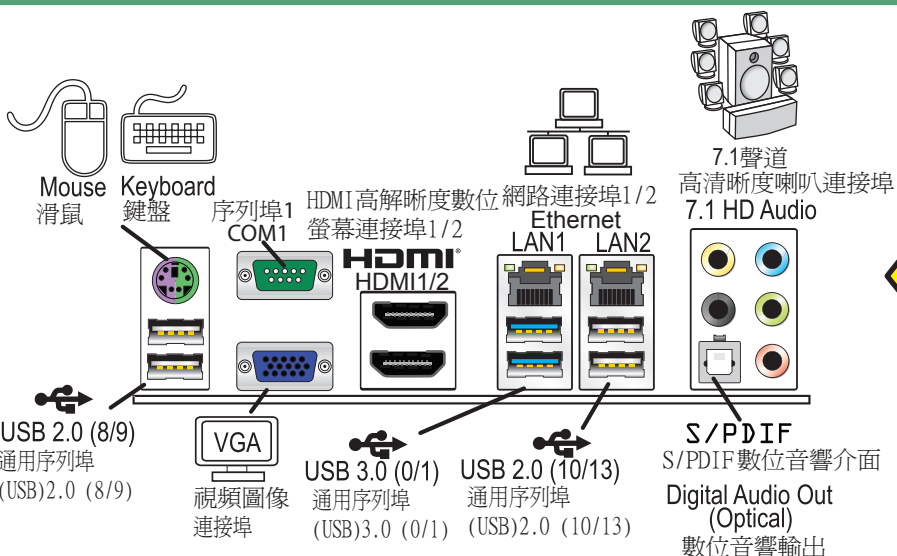 Mouse
滑鼠
Keyboard
鍵盤
序列埠1
COM1
HDMI高解晰度數位
螢幕連接埠1/2
HDMI®
HDMI1/2
網路連接埠1/2
Ethernet
LAN1
LAN2
7.1聲道
高清晰度喇叭連接埠
7.1 HD Audio
USB 2.0 (8/9)
通用序列埠
(USB)2.0 (8/9)
VGA
視頻圖像
連接埠
USB 3.0 (0/1)
通用序列埠
(USB)3.0 (0/1)
USB 2.0 (10/13)
通用序列埠
(USB)2.0 (10/13)
S/PDIF
S/PDIF數位音響介面
Digital Audio Out
(Optical)
數位音響輸出